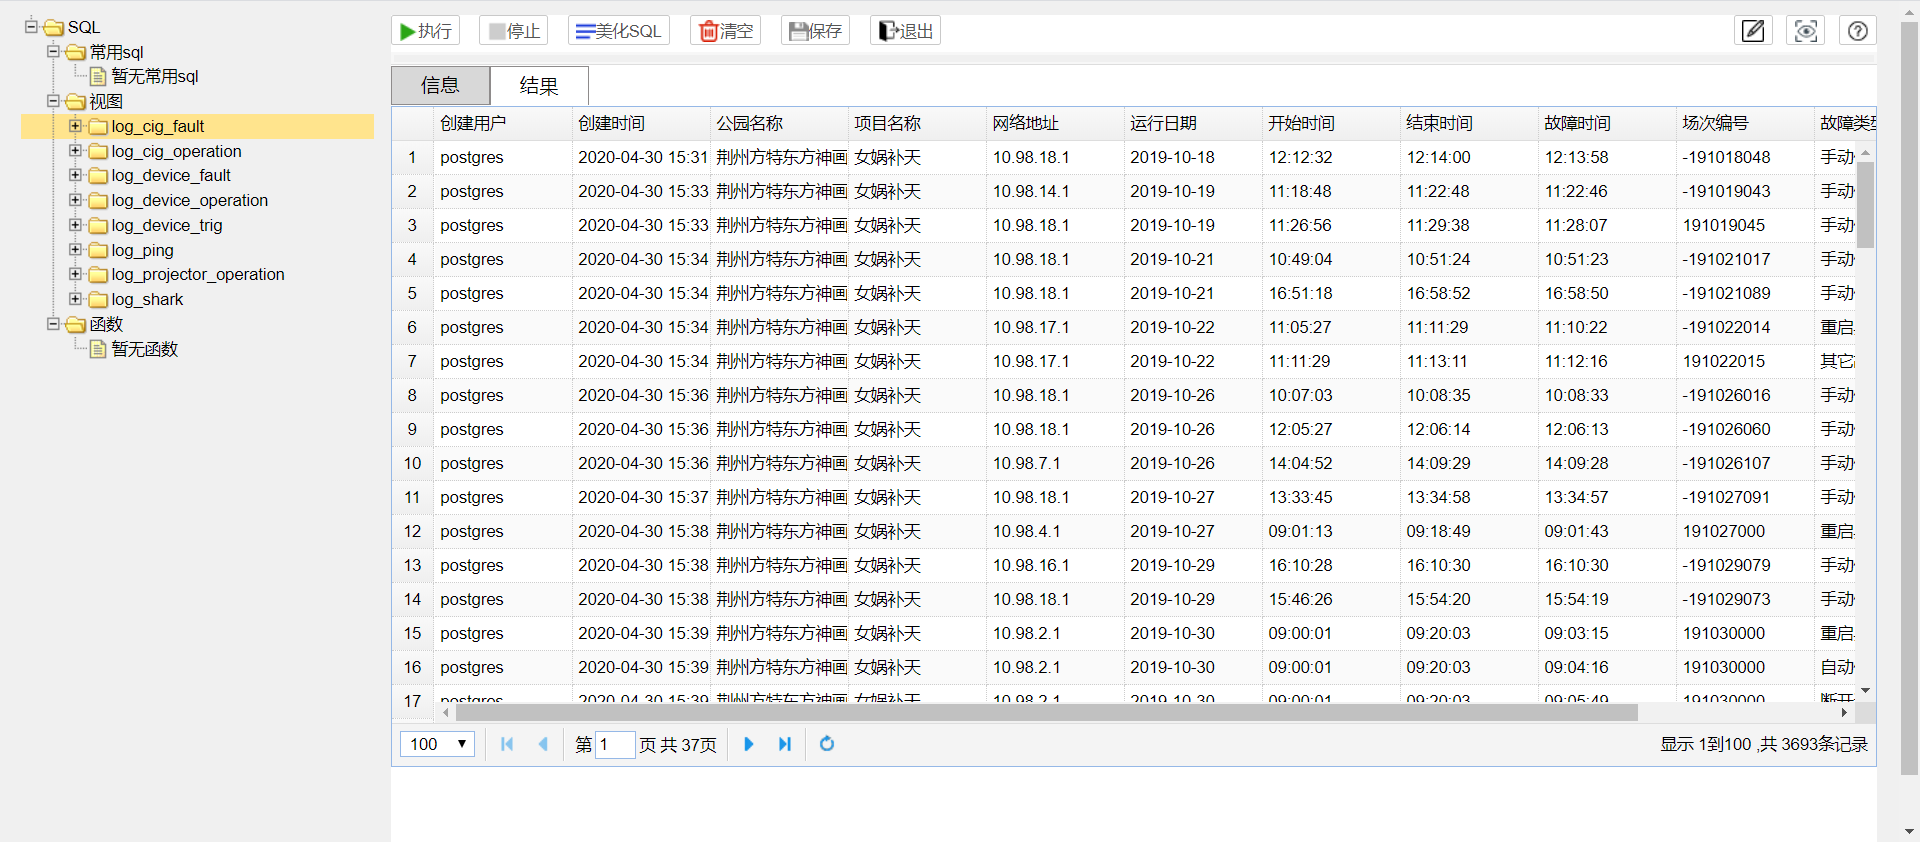 SQL
常用sql
暂无常用sql
视图
log_cig_fault
log_cig_operation
log_device_fault
log_device_operation
log_device_trig
log_ping
log_projector_operation
log_shark
函数
暂无函数
执行 停止 美化SQL 清空 保存 退出
信息 结果
创建用户 创建时间 公园名称 项目名称 网络地址 运行日期 开始时间 结束时间 故障时间 场次编号 故障类型
1 postgres 2020-04-30 15:31 荆州方特东方神画 女娲补天 10.98.18.1 2019-10-18 12:12:32 12:14:00 12:13:58 -191018048 手动
2 postgres 2020-04-30 15:33 荆州方特东方神画 女娲补天 10.98.14.1 2019-10-19 11:18:48 11:22:48 11:22:46 -191019043 手动
3 postgres 2020-04-30 15:33 荆州方特东方神画 女娲补天 10.98.18.1 2019-10-19 11:26:56 11:29:38 11:28:07 191019045 手动
4 postgres 2020-04-30 15:34 荆州方特东方神画 女娲补天 10.98.18.1 2019-10-21 10:49:04 10:51:24 10:51:23 -191021017 手动
5 postgres 2020-04-30 15:34 荆州方特东方神画 女娲补天 10.98.18.1 2019-10-21 16:51:18 16:58:52 16:58:50 -191021089 手动
6 postgres 2020-04-30 15:34 荆州方特东方神画 女娲补天 10.98.17.1 2019-10-22 11:05:27 11:11:29 11:10:22 -191022014 重启
7 postgres 2020-04-30 15:34 荆州方特东方神画 女娲补天 10.98.17.1 2019-10-22 11:11:29 11:13:11 11:12:16 191022015 其它
8 postgres 2020-04-30 15:36 荆州方特东方神画 女娲补天 10.98.18.1 2019-10-26 10:07:03 10:08:35 10:08:33 -191026016 手动
9 postgres 2020-04-30 15:36 荆州方特东方神画 女娲补天 10.98.18.1 2019-10-26 12:05:27 12:06:14 12:06:13 -191026060 手动
10 postgres 2020-04-30 15:36 荆州方特东方神画 女娲补天 10.98.7.1 2019-10-26 14:04:52 14:09:29 14:09:28 -191026107 手动
11 postgres 2020-04-30 15:37 荆州方特东方神画 女娲补天 10.98.18.1 2019-10-27 13:33:45 13:34:58 13:34:57 -191027091 手动
12 postgres 2020-04-30 15:38 荆州方特东方神画 女娲补天 10.98.4.1 2019-10-27 09:01:13 09:18:49 09:01:43 191027000 重启
13 postgres 2020-04-30 15:38 荆州方特东方神画 女娲补天 10.98.16.1 2019-10-29 16:10:28 16:10:30 16:10:30 -191029079 手动
14 postgres 2020-04-30 15:38 荆州方特东方神画 女娲补天 10.98.18.1 2019-10-29 15:46:26 15:54:20 15:54:19 -191029073 手动
15 postgres 2020-04-30 15:39 荆州方特东方神画 女娲补天 10.98.2.1 2019-10-30 09:00:01 09:20:03 09:03:15 191030000 重启
16 postgres 2020-04-30 15:39 荆州方特东方神画 女娲补天 10.98.2.1 2019-10-30 09:00:01 09:20:03 09:04:16 191030000 自动
17 postgres 2020-04-30 15:39 荆州方特东方神画 女娲补天 10.98.2.1 2019-10-30 09:00:01 09:20:03 09:05:49 191030000 断开
100 第 1 页 共 37页 显示 1到100 ,共 3693条记录